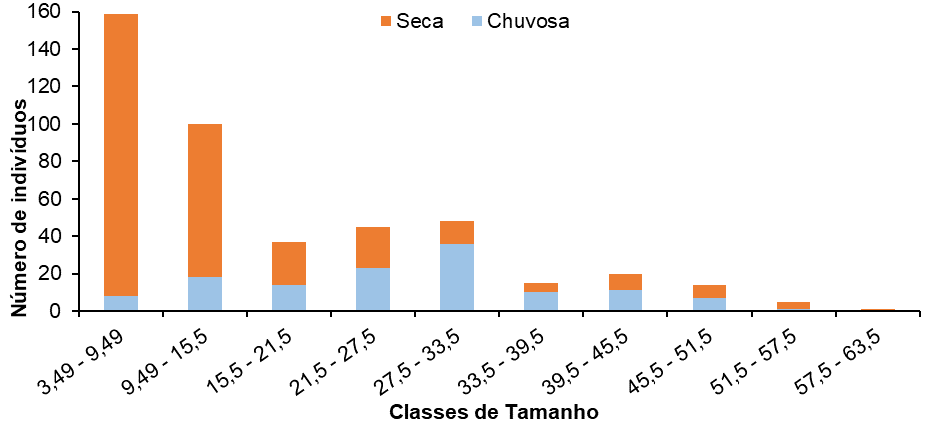 Seca Chuvosa
Número de indivíduos
160
140
120
100
80
60
40
20
0
3,49 - 9,49
9,49 - 15,5
15,5 - 21,5
21,5 - 27,5
27,5 - 33,5
33,5 - 39,5
39,5 - 45,5
45,5 - 51,5
51,5 - 57,5
57,5 - 63,5
Classes de Tamanho